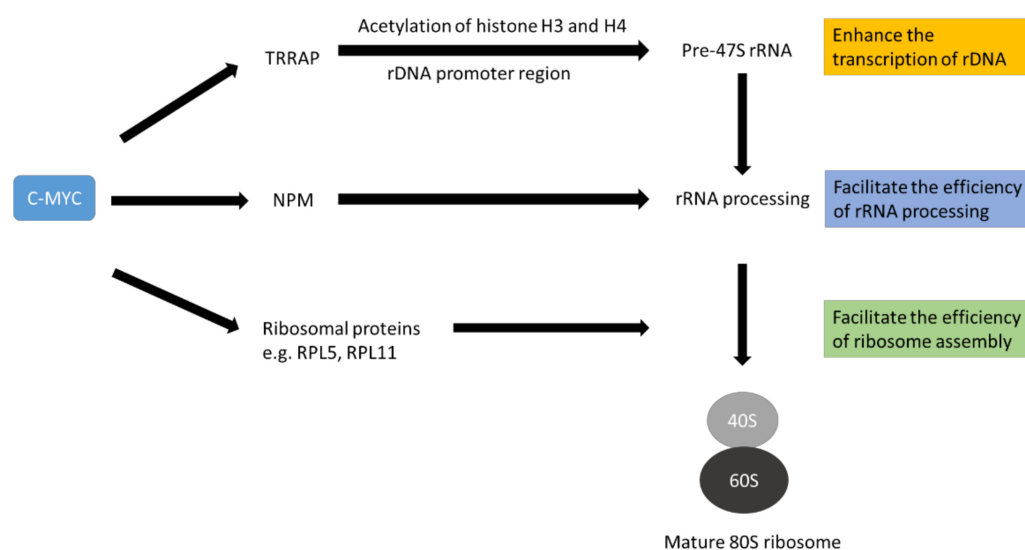 Acetylation of histone H3 and H4
TRRAP
rDNA promoter region
Pre-47S rRNA
Enhance the
transcription of rDNA
C-MYC
NPM
rRNA processing
Facilitate the efficiency
of rRNA processing
Ribosomal proteins
e.g. RPL5, RPL11
Facilitate the efficiency
of ribosome assembly
40S
60S
Mature 80S ribosome